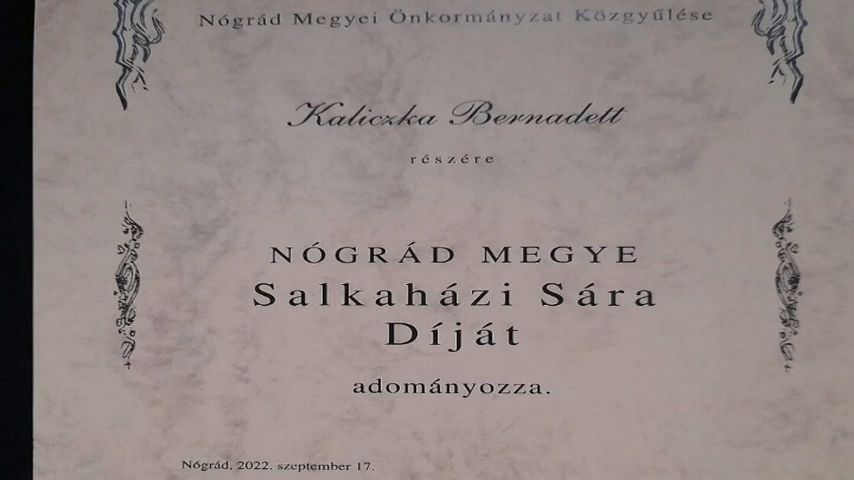 Nógrád Megyei Önkormányzat Közgyűlése
Kaliczka Bernadett
részére
NÓGRÁD MEGYE
Salkaházi Sára
Díját
adományozza.
Nógrád, 2022. szeptember 17.